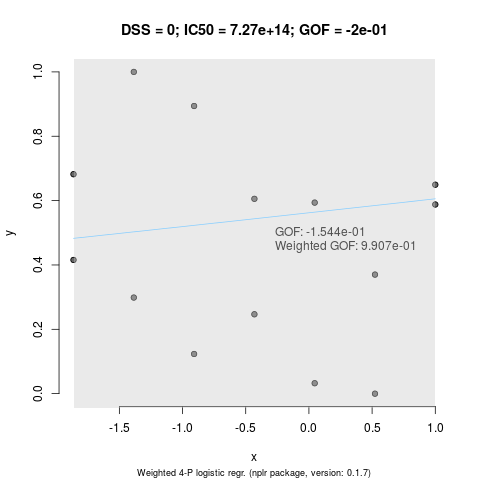 DSS = 0; IC50 = 7.27e+14; GOF = -2e-01
1.0
0.8
0.6
0.4
0.2
0.0
y
GOF: -1.544e-01
Weighted GOF: 9.907e-01
-1.5 -1.0 -0.5 0.0 0.5 1.0
x
Weighted 4-P logistic regr. (nplr package, version: 0.1.7)